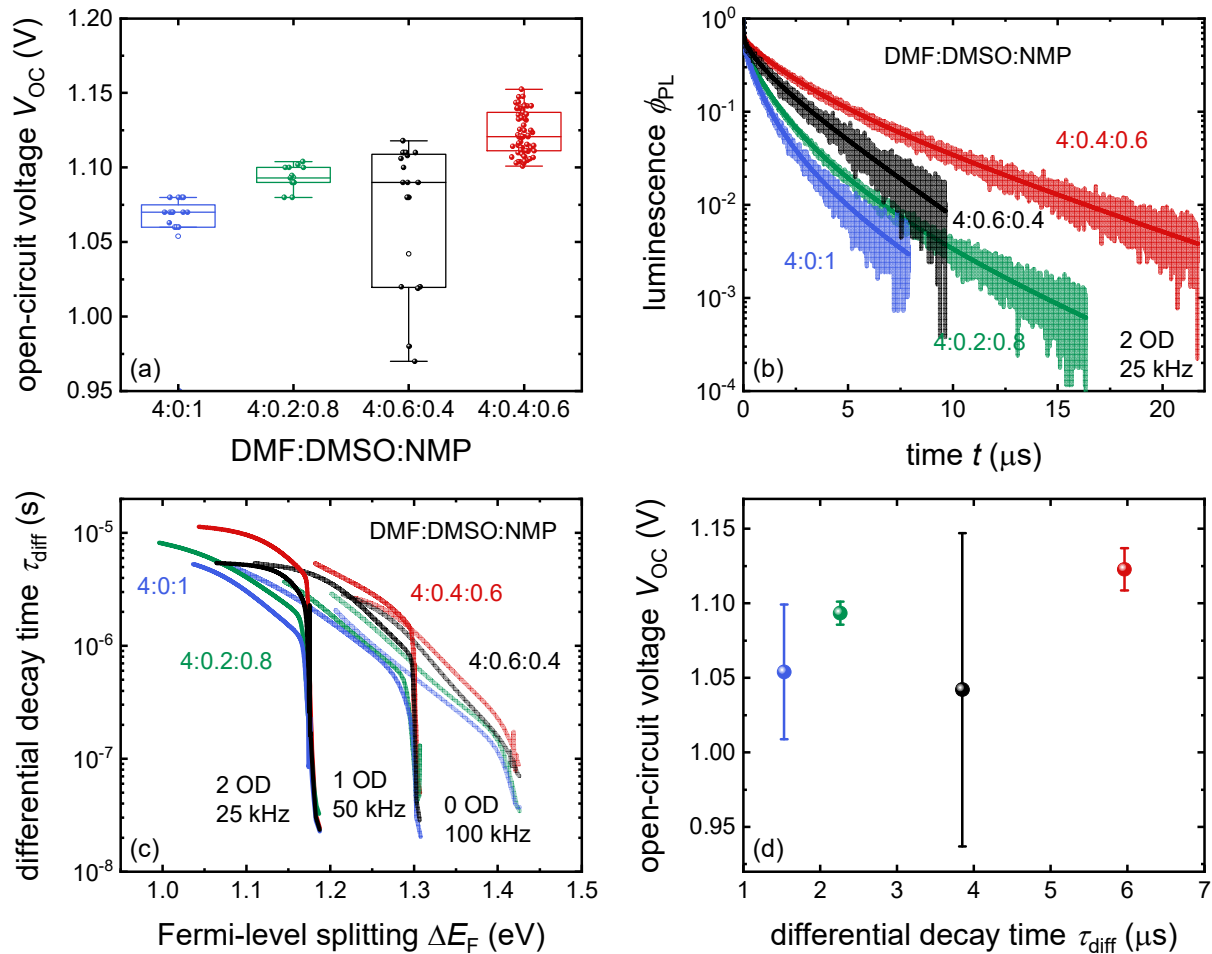 open-circuit voltage V_OC (V)
1.20
1.15
1.10
1.05
1.00
0.95
(a)
4:0:1
4:0.2:0.8
4:0.6:0.4
4:0.4:0.6
DMF:DMSO:NMP
luminescence ϕ_PL
10^0
10^-1
10^-2
10^-3
10^-4
DMF:DMSO:NMP
4:0.4:0.6
4:0.6:0.4
4:0:1
4:0.2:0.8
2 OD
25 kHz
(b)
0
5
10
15
20
time t (μs)
differential decay time τ_diff (s)
10^-5
10^-6
10^-7
10^-8
DMF:DMSO:NMP
4:0:1
4:0.4:0.6
4:0.2:0.8
4:0.6:0.4
2 OD
25 kHz
1 OD
50 kHz
0 OD
100 kHz
(c)
1.0
1.1
1.2
1.3
1.4
1.5
Fermi-level splitting ΔE_F (eV)
open-circuit voltage V_OC (V)
1.15
1.10
1.05
1.00
0.95
(d)
1
2
3
4
5
6
7
differential decay time τ_diff (μs)